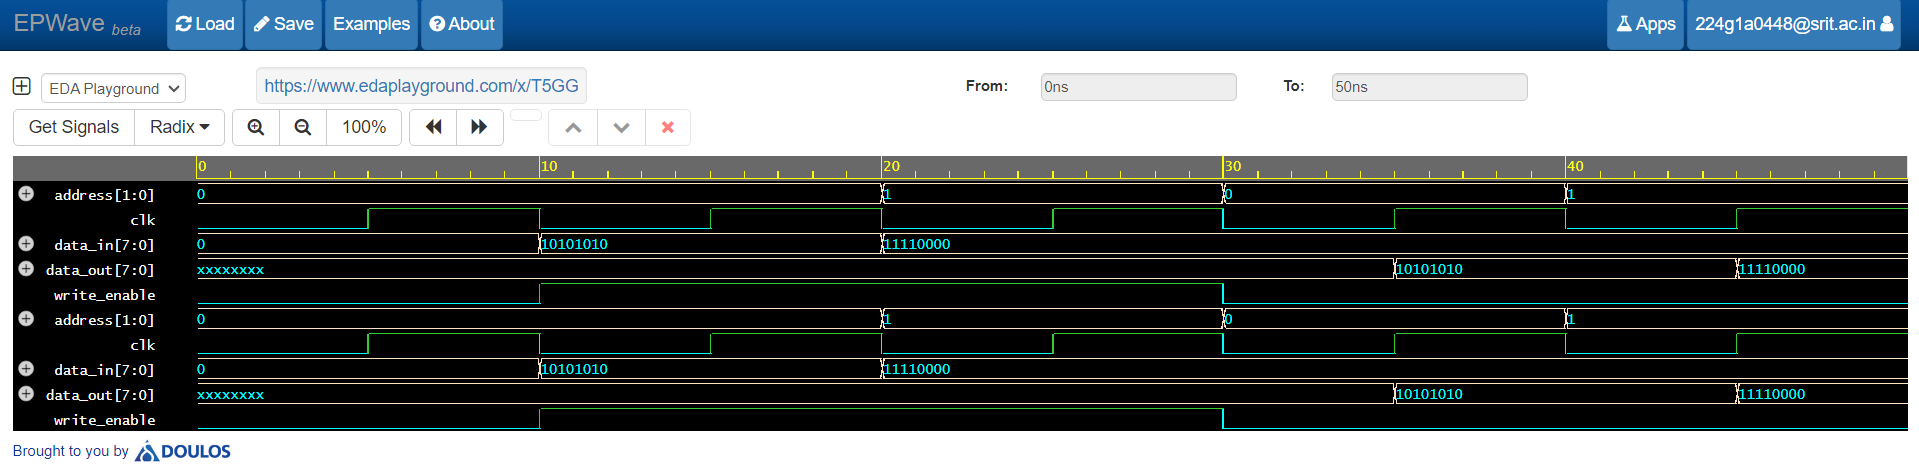 EPWave beta Load Save Examples About Apps 224g1a0448@srit.ac.in
EDA Playground https://www.edaplayground.com/x/T5GG From: 0ns To: 50ns
Get Signals Radix 100%
0 10 20 30 40
address[1:0] 0 1 0 1
clk
data_in[7:0] 0 10101010 11110000
data_out[7:0] xxxxxxxx 10101010 11110000
write_enable
address[1:0] 0 1 0 1
clk
data_in[7:0] 0 10101010 11110000
data_out[7:0] xxxxxxxx 10101010 11110000
write_enable
Brought to you by DOULOS